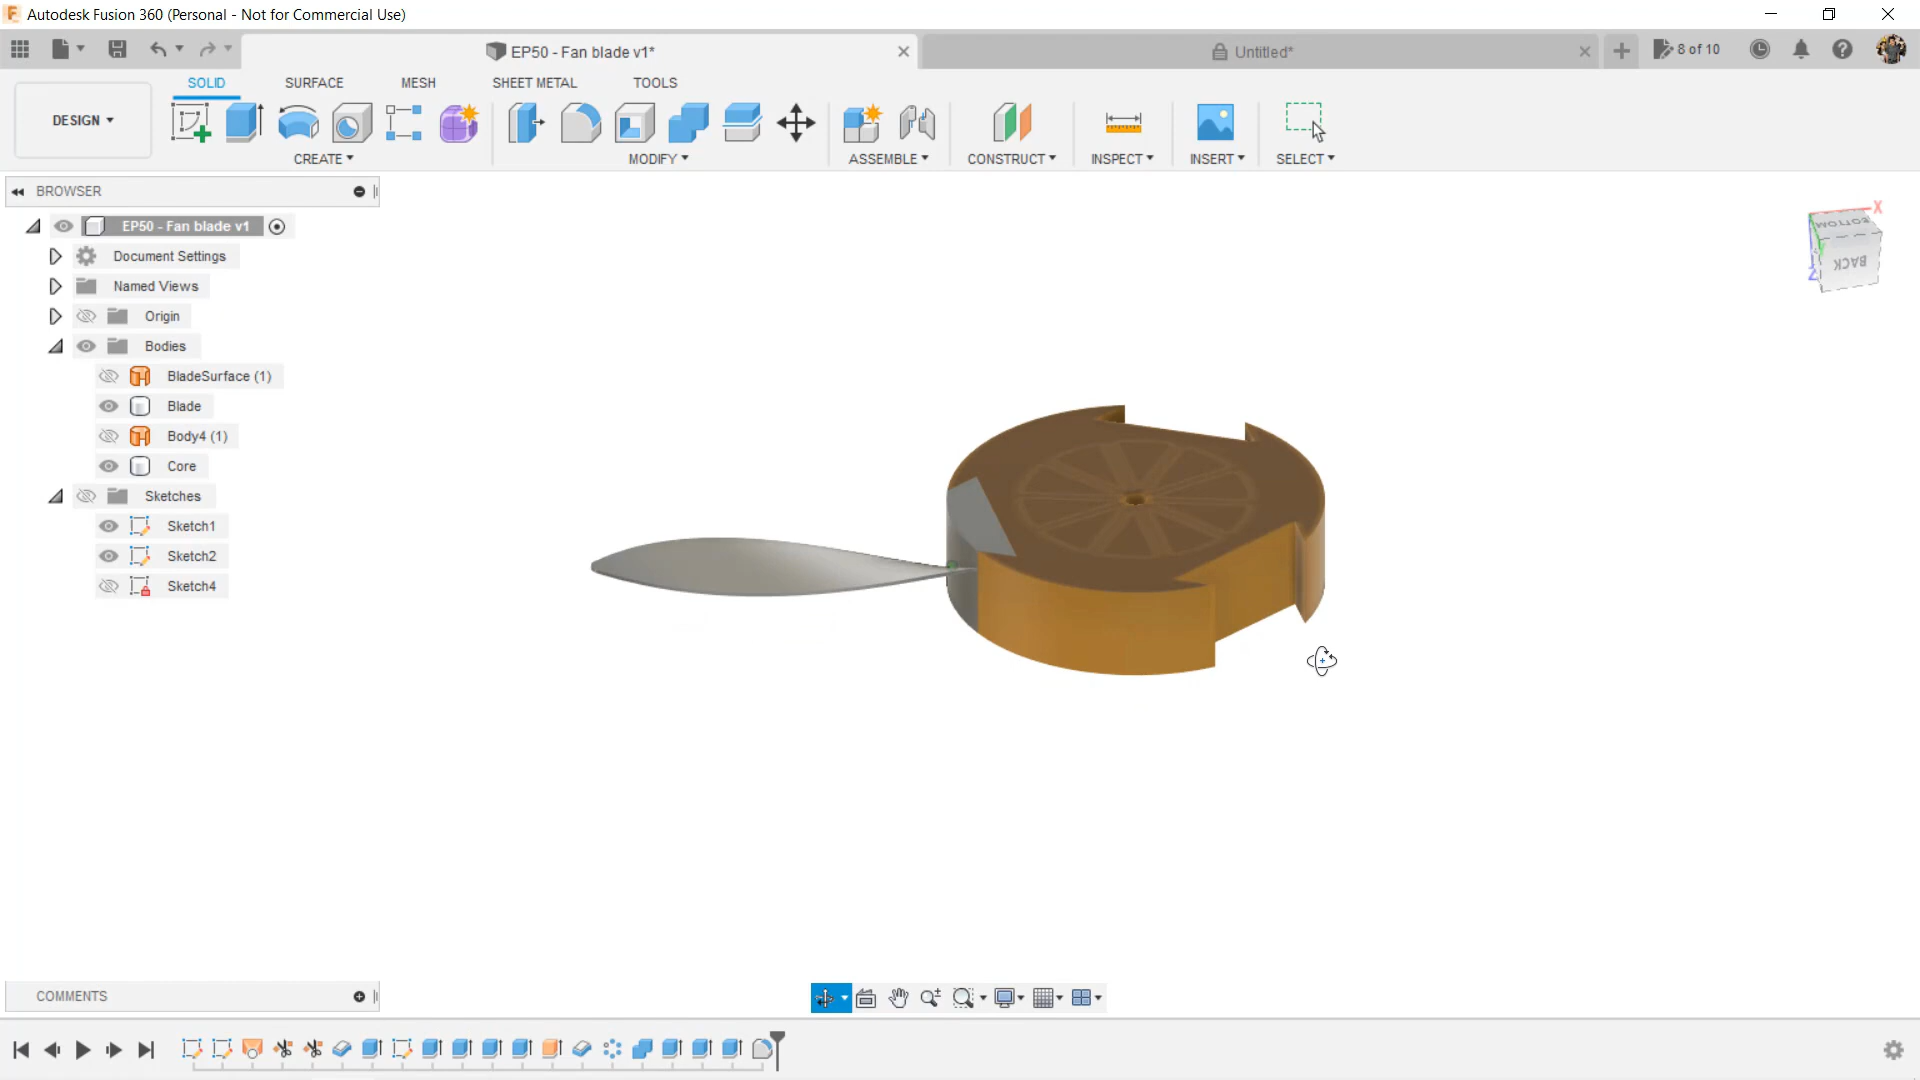 Autodesk Fusion 360 (Personal - Not for Commercial Use)
EP50 - Fan blade v1*
Untitled*
8 of 10
SOLID
SURFACE
MESH
SHEET METAL
TOOLS
DESIGN
CREATE
MODIFY
ASSEMBLE
CONSTRUCT
INSPECT
INSERT
SELECT
BROWSER
EP50 - Fan blade v1
Document Settings
Named Views
Origin
Bodies
BladeSurface (1)
Blade
Body4 (1)
Core
Sketches
Sketch1
Sketch2
Sketch4
X
BOTTOM
BACK
Z
COMMENTS